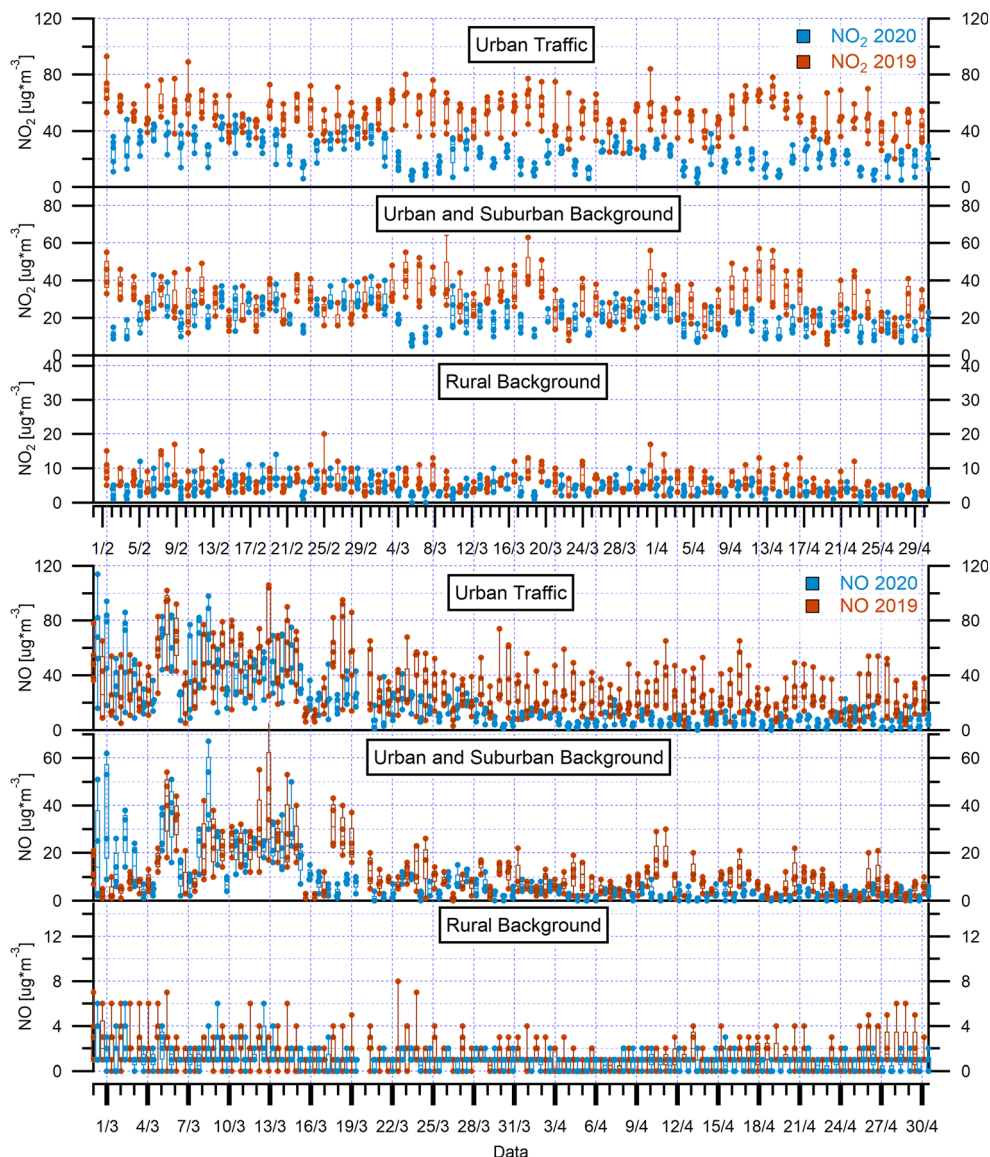 120 120
Urban Traffic
NO₂ 2020
NO₂ 2019
NO₂ [ug*m⁻³]
80 80
40 40
0 0
80 80
Urban and Suburban Background
NO₂ [ug*m⁻³]
60 60
40 40
20 20
0 0
40 40
Rural Background
NO₂ [ug*m⁻³]
30 30
20 20
10 10
0 0
1/2 5/2 9/2 13/2 17/2 21/2 25/2 29/2 4/3 8/3 12/3 16/3 20/3 24/3 28/3 1/4 5/4 9/4 13/4 17/4 21/4 25/4 29/4
120 120
Urban Traffic
NO 2020
NO 2019
NO [ug*m⁻³]
80 80
40 40
0 0
Urban and Suburban Background
NO [ug*m⁻³]
60 60
40 40
20 20
0 0
Rural Background
NO [ug*m⁻³]
12 12
8 8
4 4
0 0
1/3 4/3 7/3 10/3 13/3 16/3 19/3 22/3 25/3 28/3 31/3 3/4 6/4 9/4 12/4 15/4 18/4 21/4 24/4 27/4 30/4
Data